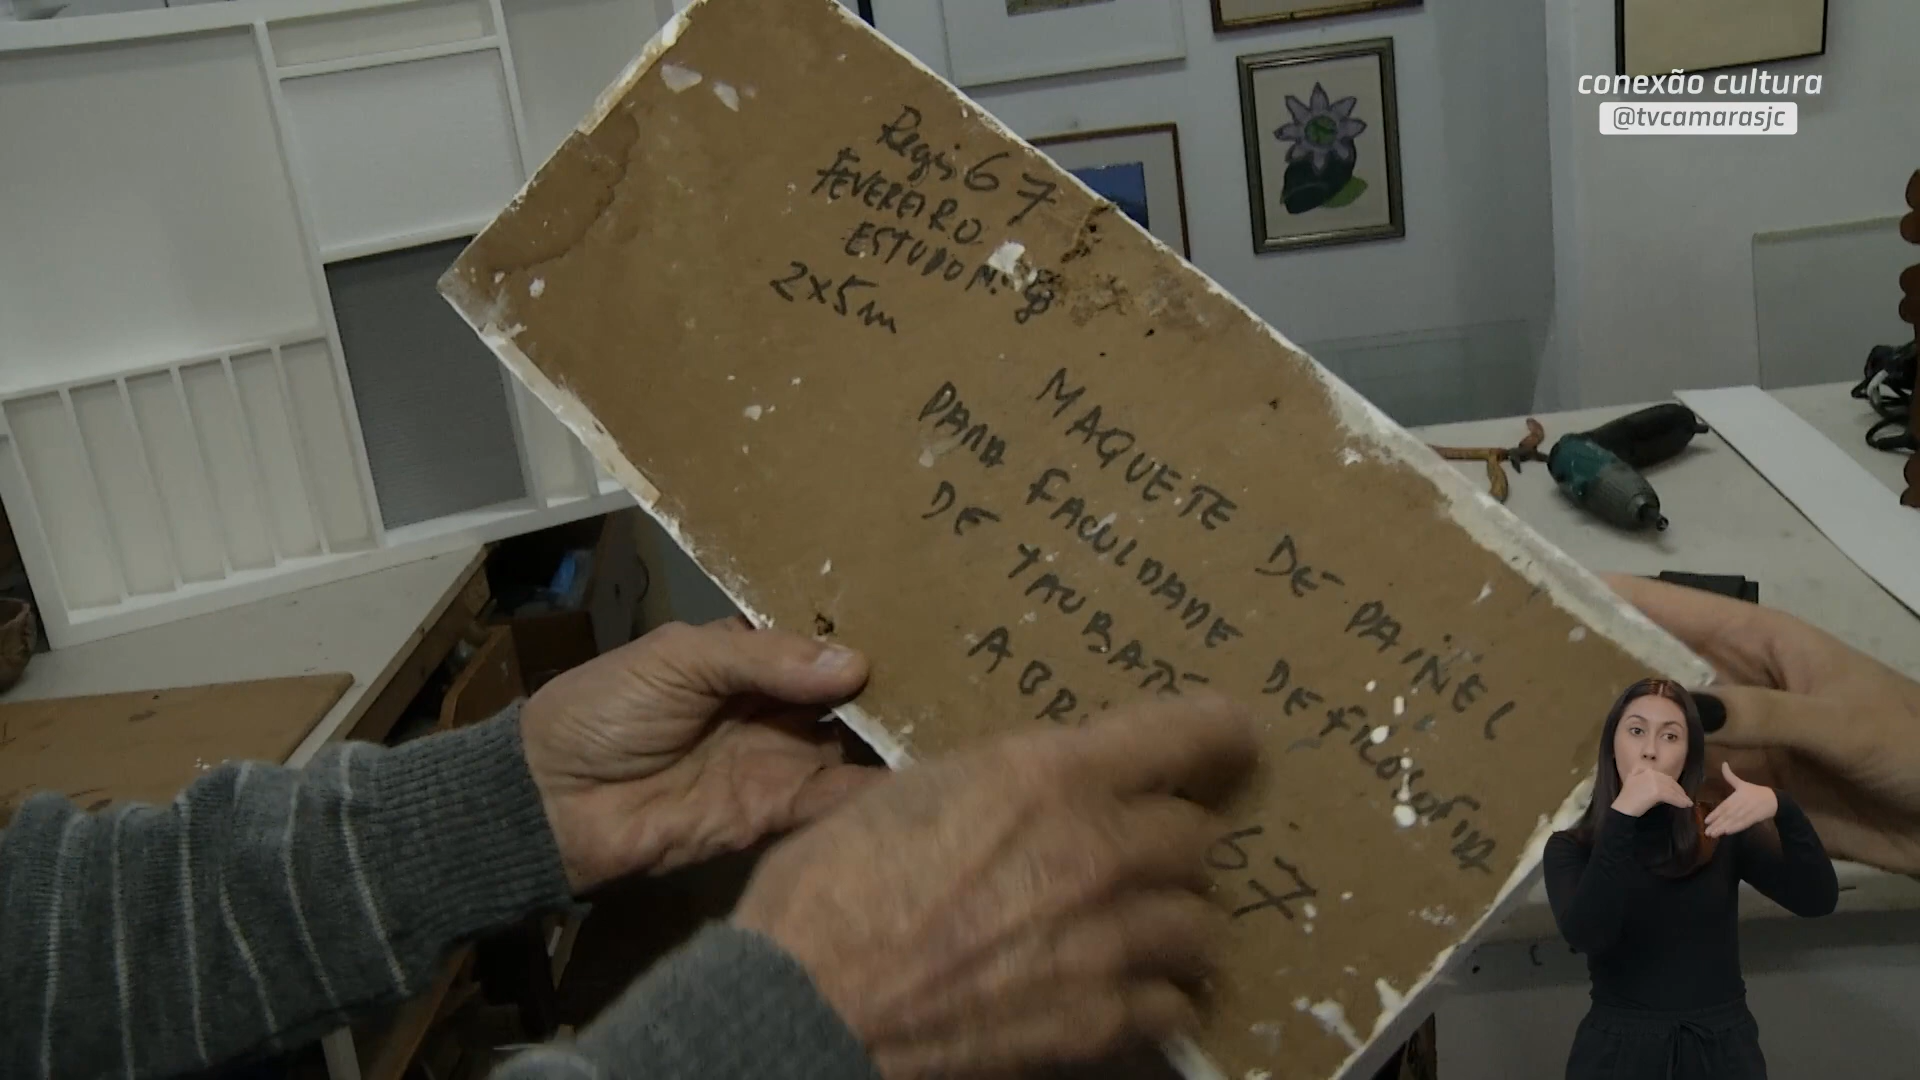 conexão cultura
@tvcamarasjc
Regis 67
FEVEREIRO
ESTUDO N. 8
2x5m
MAQUETE DE PAINEL
PARA FACULDADE DE FILOSOFIA
DE TAUBATÉ
67